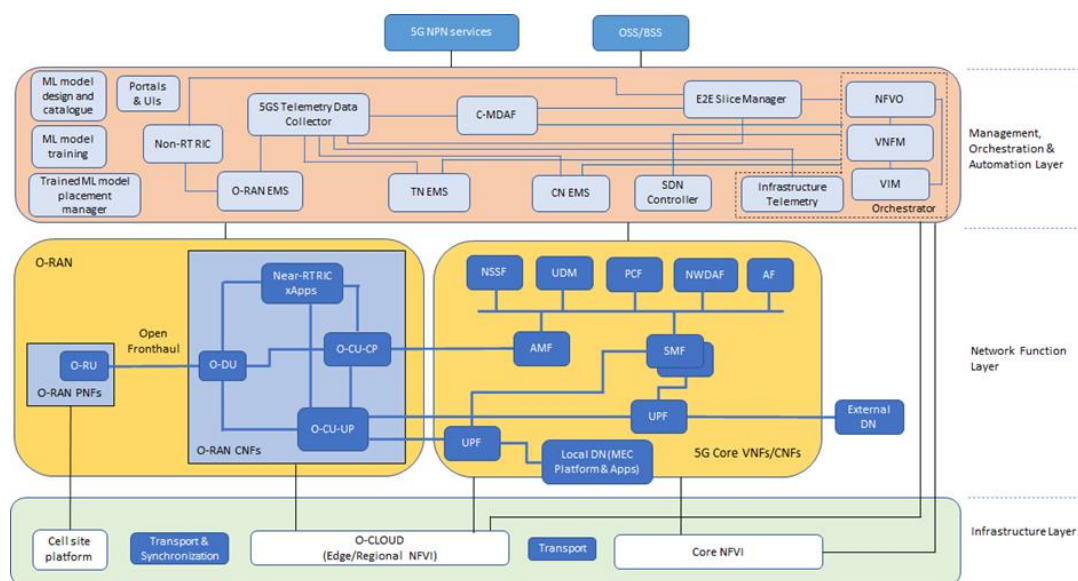 5G NPN services
OSS/BSS
ML model
design and
catalogue
Portals
& UIs
ML model
training
Trained ML model
placement
manager
Non-RT RIC
5GS Telemetry Data
Collector
C-MDAF
E2E Slice Manager
NFVO
VNFM
VIM
O-RAN EMS
TN EMS
CN EMS
SDN
Controller
Infrastructure
Telemetry
Orchestrator
Management,
Orchestration &
Automation Layer
O-RAN
Near-RTRIC
xApps
Open
Fronthaul
O-RU
O-RAN PNFs
O-DU
O-CU-CP
O-CU-UP
O-RAN CNFs
NSSF
UDM
PCF
NWDAF
AF
AMF
SMF
UPF
UPF
Local DN (MEC
Platform & Apps)
5G Core VNFs/CNFs
External
DN
Network Function
Layer
Cell site
platform
Transport &
Synchronization
O-CLOUD
(Edge/Regional NFVI)
Transport
Core NFVI
Infrastructure Layer